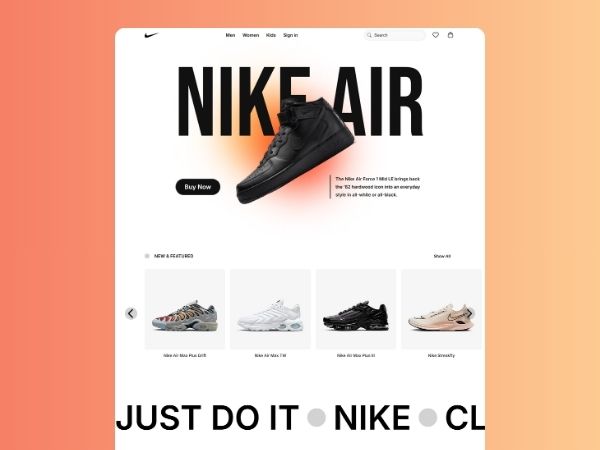 Men Women Kids Sign in
Search
NIKE AIR
Buy Now
The Nike Air Force 1 Mid LE brings back
the '82 hardwood icon into an everyday
style in all-white or all-black.
NEW & FEATURED
Show All
Nike Air Max Plus Drift
Nike Air Max TW
Nike Air Max Plus III
Nike Streakfly
JUST DO IT NIKE CL